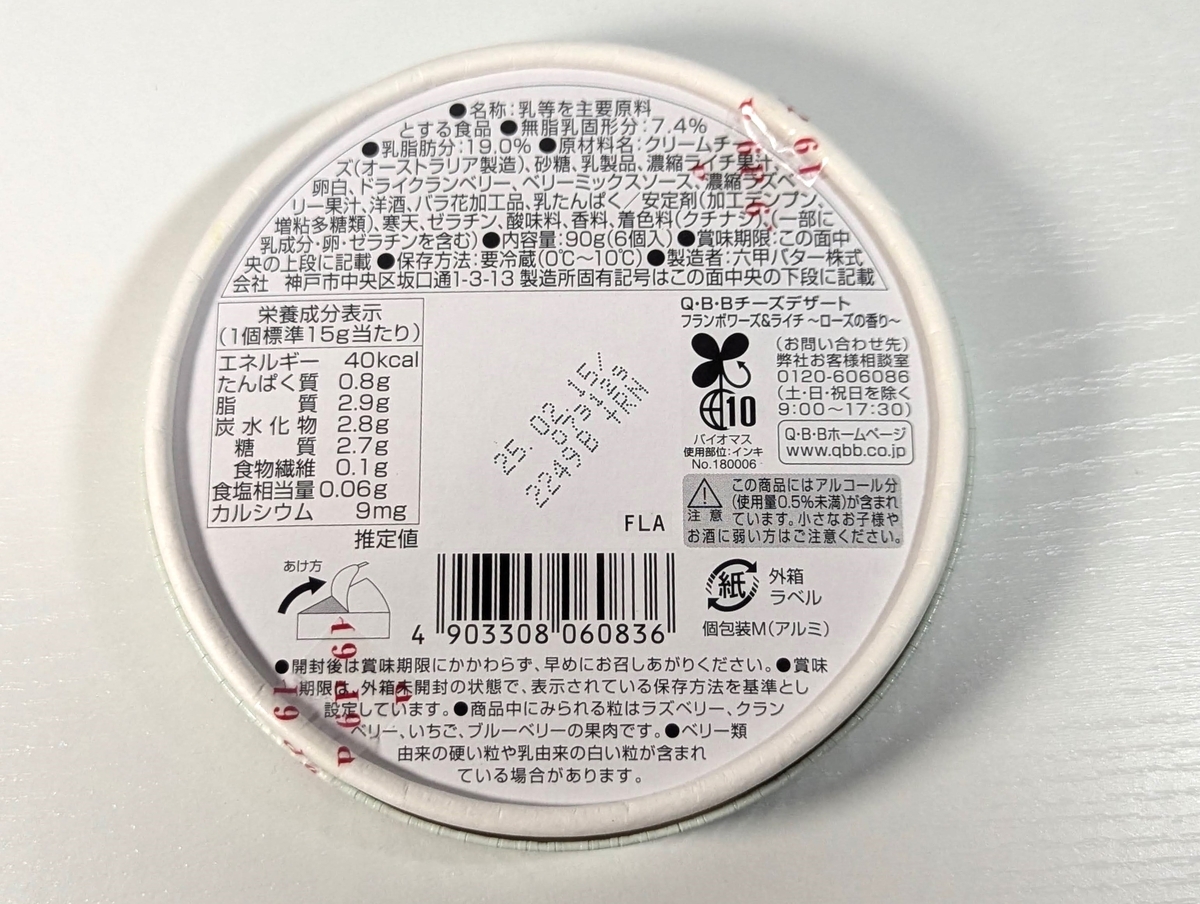 ●名称:乳等を主要原料
とする食品 ●無脂乳固形分:7.4%
●乳脂肪分:19.0% ●原材料名:クリームチー
ズ(オーストラリア製造)、砂糖、乳製品、濃縮ライチ果汁、
卵白、ドライクランベリー、ベリーミックスソース、濃縮ラズベ
リー果汁、洋酒、バラ花加工品、乳たんぱく/安定剤(加工デンプン、
増粘多糖類)、寒天、ゼラチン、酸味料、香料、着色料(クチナシ)、(一部に
乳成分・卵・ゼラチンを含む) ●内容量:90g(6個入) ●賞味期限:この面中
央の上段に記載 ●保存方法:要冷蔵(0℃〜10℃) ●製造者:六甲バター株式
会社 神戸市中央区坂口通1-3-13 製造所固有記号はこの面中央の下段に記載
栄養成分表示
(1個標準15g当たり)
エネルギー 40kcal
たんぱく質 0.8g
脂質 2.9g
炭水化物 2.8g
糖質 2.7g
食物繊維 0.1g
食塩相当量 0.06g
カルシウム 9mg
推定値
25.02.15/
2249B +RN
FLA
Q・B・Bチーズデザート
フランボワーズ&ライチ 〜ローズの香り〜
10
バイオマス
使用部位:インキ
No.180006
(お問い合わせ先)
弊社お客様相談室
0120-606086
(土・日・祝日を除く
9:00〜17:30)
Q・B・Bホームページ
www.qbb.co.jp
注意
この商品にはアルコール分
(使用量0.5%未満)が含まれ
ています。小さなお子様や
お酒に弱い方はご注意ください。
あけ方
4 903308 060836
紙
外箱
ラベル
個包装M(アルミ)
●開封後は賞味期限にかかわらず、早めにお召しあがりください。●賞味
期限は、外箱未開封の状態で、表示されている保存方法を基準とし
設定しています。●商品中にみられる粒はラズベリー、クラン
ベリー、いちご、ブルーベリーの果肉です。●ベリー類
由来の硬い粒や乳由来の白い粒が含まれ
ている場合があります。